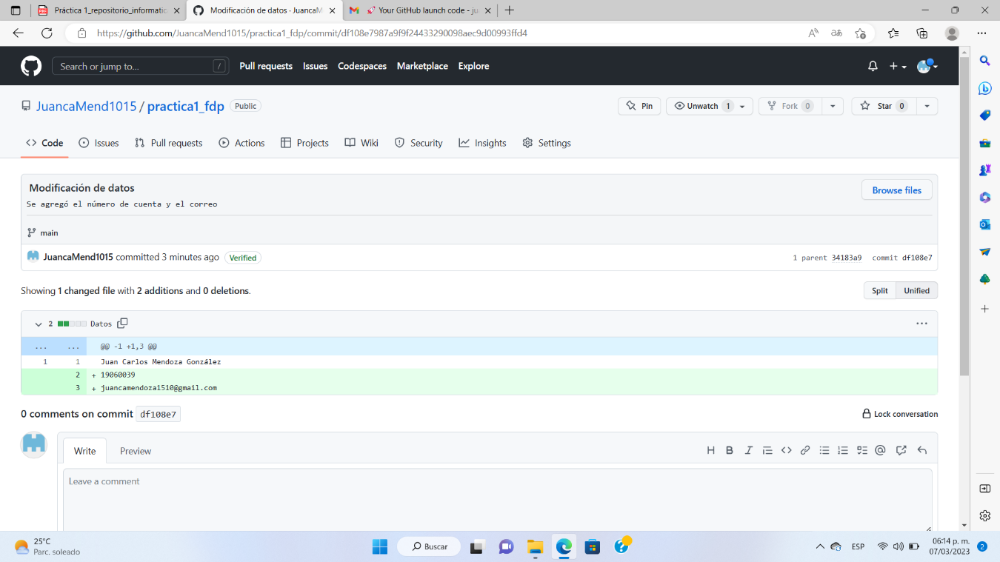 Práctica 1_repositorio_informatica
Modificación de datos · JuancaM
🚀 Your GitHub launch code - ju
https://github.com/JuancaMend1015/practica1_fdp/commit/df108e7987a9f9f24433290098aec9d00993ffd4
Search or jump to... /
Pull requests Issues Codespaces Marketplace Explore
JuancaMend1015 / practica1_fdp Public
Pin Unwatch 1 Fork 0 Star 0
Code Issues Pull requests Actions Projects Wiki Security Insights Settings
Modificación de datos
Browse files
Se agregó el número de cuenta y el correo
main
JuancaMend1015 committed 3 minutes ago Verified
1 parent 34183a9 commit df108e7
Showing 1 changed file with 2 additions and 0 deletions.
Split Unified
2 Datos
... ... @@ -1 +1,3 @@
1 1 Juan Carlos Mendoza González
2 + 19060039
3 + juancamendoza1510@gmail.com
0 comments on commit df108e7
Lock conversation
Write Preview
Leave a comment
25°C
Parc. soleado
Buscar
ESP
06:14 p. m.
07/03/2023
2